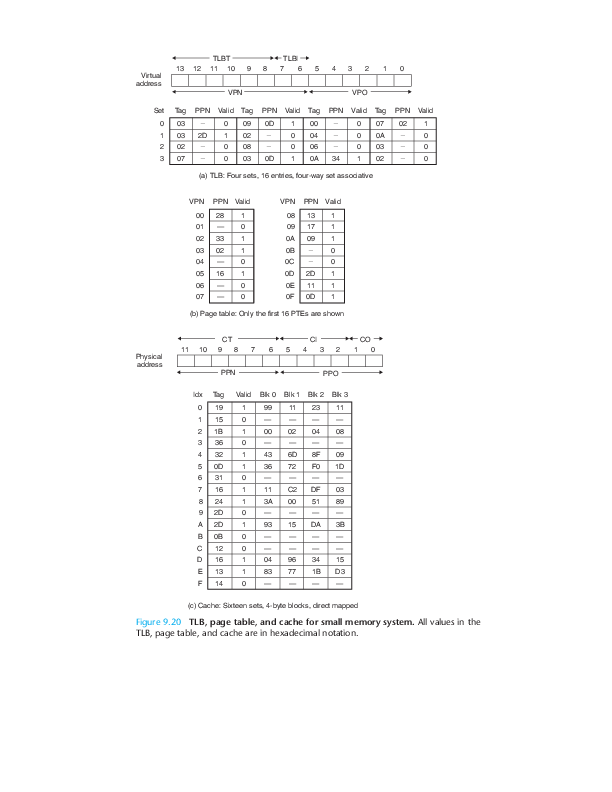 TLBT TLBI
13 12 11 10 9 8 7 6 5 4 3 2 1 0
Virtual
address
VPN VPO
Set Tag PPN Valid Tag PPN Valid Tag PPN Valid Tag PPN Valid
0 03 – 0 09 0D 1 00 – 0 07 02 1
1 03 2D 1 02 – 0 04 – 0 0A – 0
2 02 – 0 08 – 0 06 – 0 03 – 0
3 07 – 0 03 0D 1 0A 34 1 02 – 0
(a) TLB: Four sets, 16 entries, four-way set associative
VPN PPN Valid VPN PPN Valid
00 28 1 08 13 1
01 — 0 09 17 1
02 33 1 0A 09 1
03 02 1 0B – 0
04 — 0 0C – 0
05 16 1 0D 2D 1
06 — 0 0E 11 1
07 — 0 0F 0D 1
(b) Page table: Only the first 16 PTEs are shown
CT CI CO
11 10 9 8 7 6 5 4 3 2 1 0
Physical
address
PPN PPO
Idx Tag Valid Blk 0 Blk 1 Blk 2 Blk 3
0 19 1 99 11 23 11
1 15 0 — — — —
2 1B 1 00 02 04 08
3 36 0 — — — —
4 32 1 43 6D 8F 09
5 0D 1 36 72 F0 1D
6 31 0 — — — —
7 16 1 11 C2 DF 03
8 24 1 3A 00 51 89
9 2D 0 — — — —
A 2D 1 93 15 DA 3B
B 0B 0 — — — —
C 12 0 — — — —
D 16 1 04 96 34 15
E 13 1 83 77 1B D3
F 14 0 — — — —
(c) Cache: Sixteen sets, 4-byte blocks, direct mapped
Figure 9.20 TLB, page table, and cache for small memory system. All values in the
TLB, page table, and cache are in hexadecimal notation.